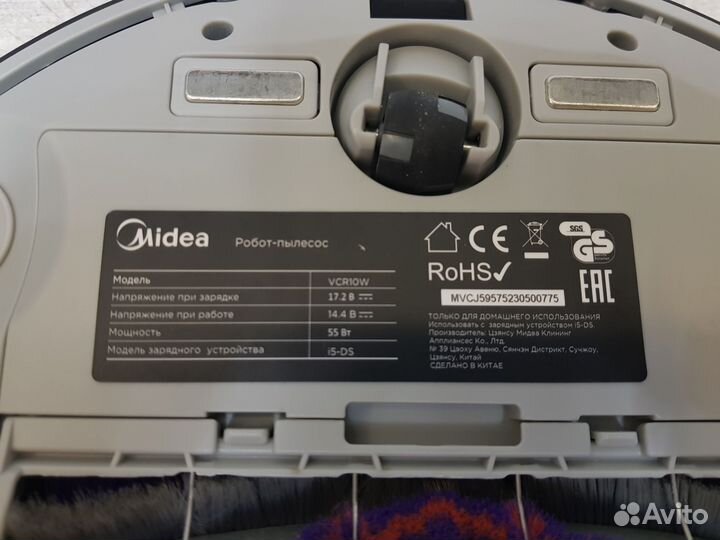 Midea Робот-пылесос
Модель VCR10W
Напряжение при зарядке 17.2 В
Напряжение при работе 14.4 В
Мощность 55 Вт
Модель зарядного устройства i5-DS
CE
SGS
GS
RoHS
EAC
MVCJ59575230500775
ТОЛЬКО ДЛЯ ДОМАШНЕГО ИСПОЛЬЗОВАНИЯ
Использовать с зарядным устройством i5-DS.
Производитель: Цзянсу Мидеа Клининг
Апплиансес Ко., Лтд.
№ 39 Цаоху Авеню, Сянчэн Дистрикт, Сучжоу,
Цзянсу, Китай
СДЕЛАНО В КИТАЕ
Avito